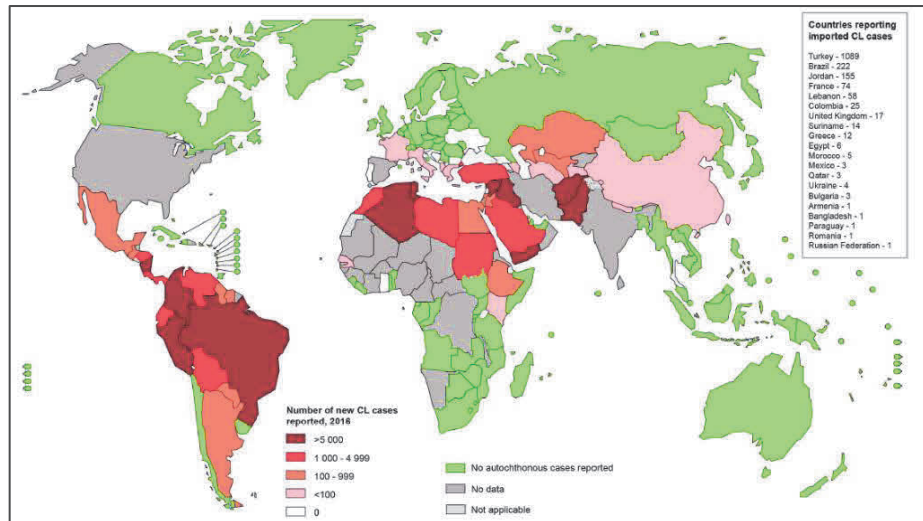 Countries reporting
imported CL cases
Turkey - 1089
Brazil - 222
Jordan - 155
France - 74
Lebanon - 58
Colombia - 25
United Kingdom - 17
Suriname - 14
Greece - 12
Egypt - 6
Morocco - 5
Mexico - 3
Qatar - 3
Ukraine - 4
Bulgaria - 3
Armenia - 1
Bangladesh - 1
Paraguay - 1
Romania - 1
Russian Federation - 1
Number of new CL cases
reported, 2016
>5 000
1 000 - 4 999
100 - 999
<100
0
No autochthonous cases reported
No data
Not applicable